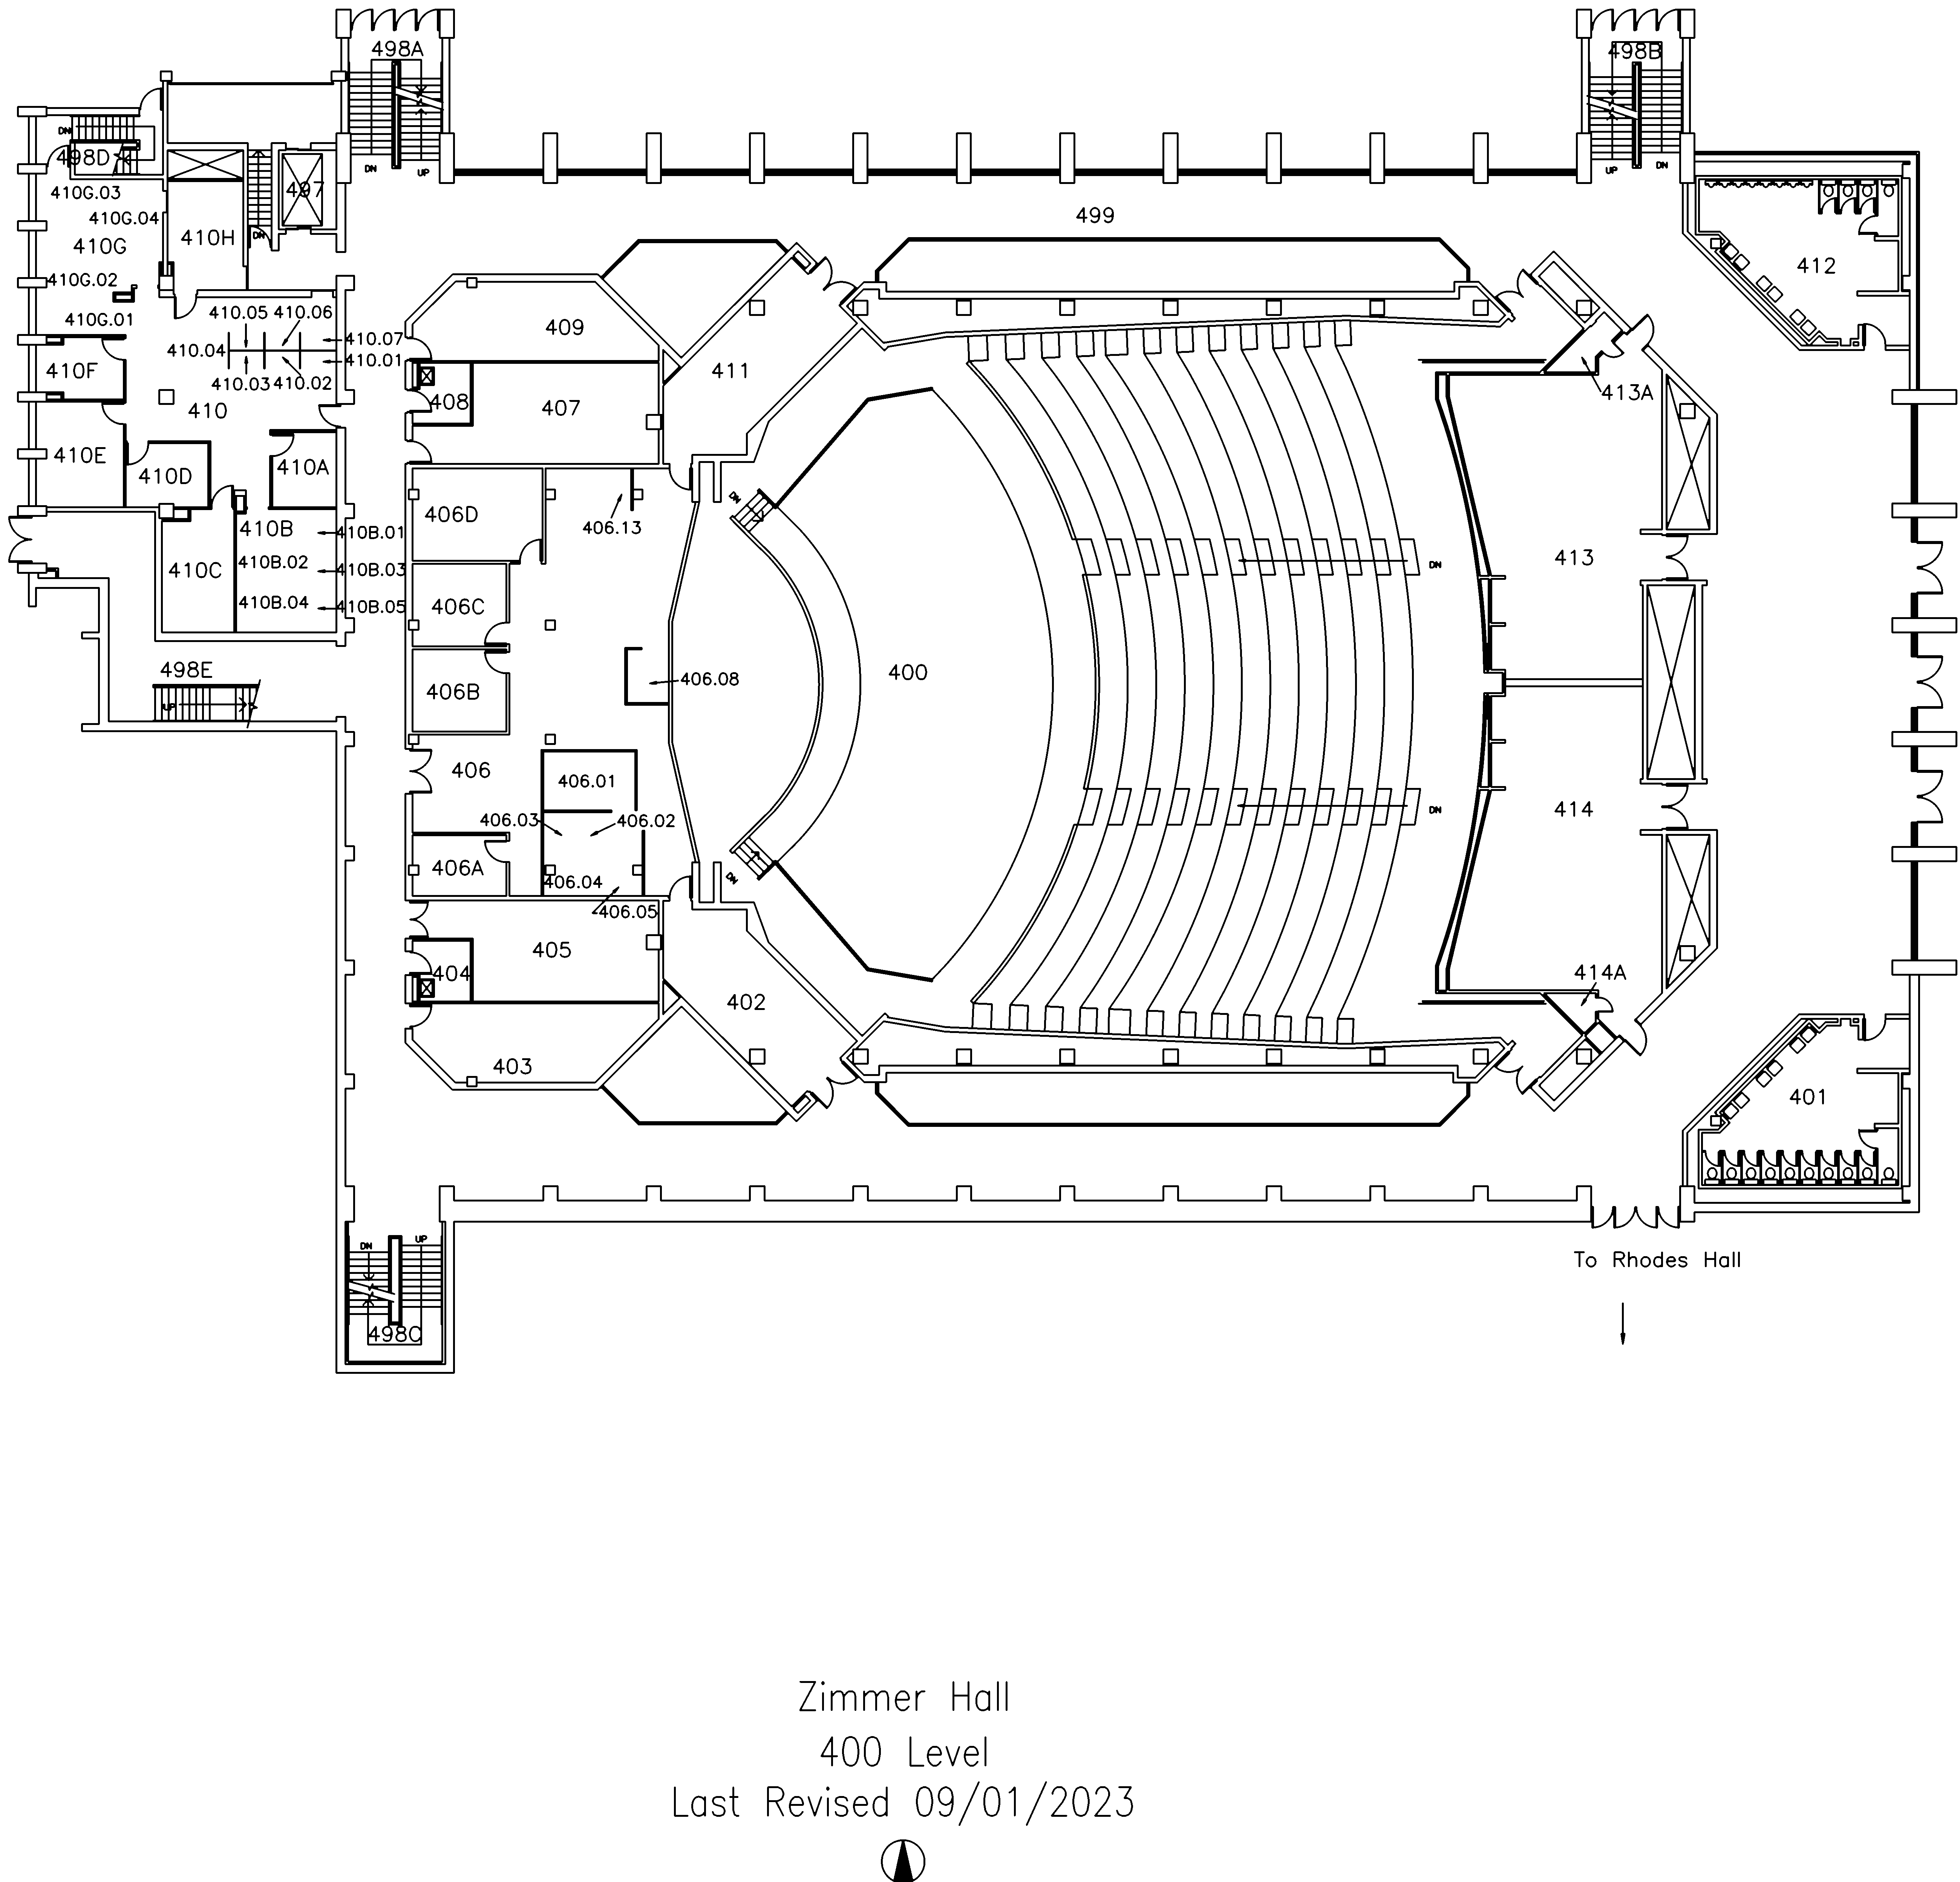 498A
498B
DN
498D
497
410G.03
410G.04
410G
410H
DN
DN
UP
UP
DN
499
412
410G.02
410G.01
410.05
410.06
409
410.04
410.07
410.01
410.03
410.02
410F
411
413A
408
407
410
410E
410D
410A
DN
406D
406.13
410B
410B.01
410B.02
410B.03
410C
410B.04
410B.05
406C
DN
413
498E
UP
406B
406.08
400
406
406.01
406.03
406.02
DN
414
406A
406.04
406.05
DN
405
404
414A
402
403
401
DN
UP
498C
To Rhodes Hall
Zimmer Hall
400 Level
Last Revised 09/01/2023